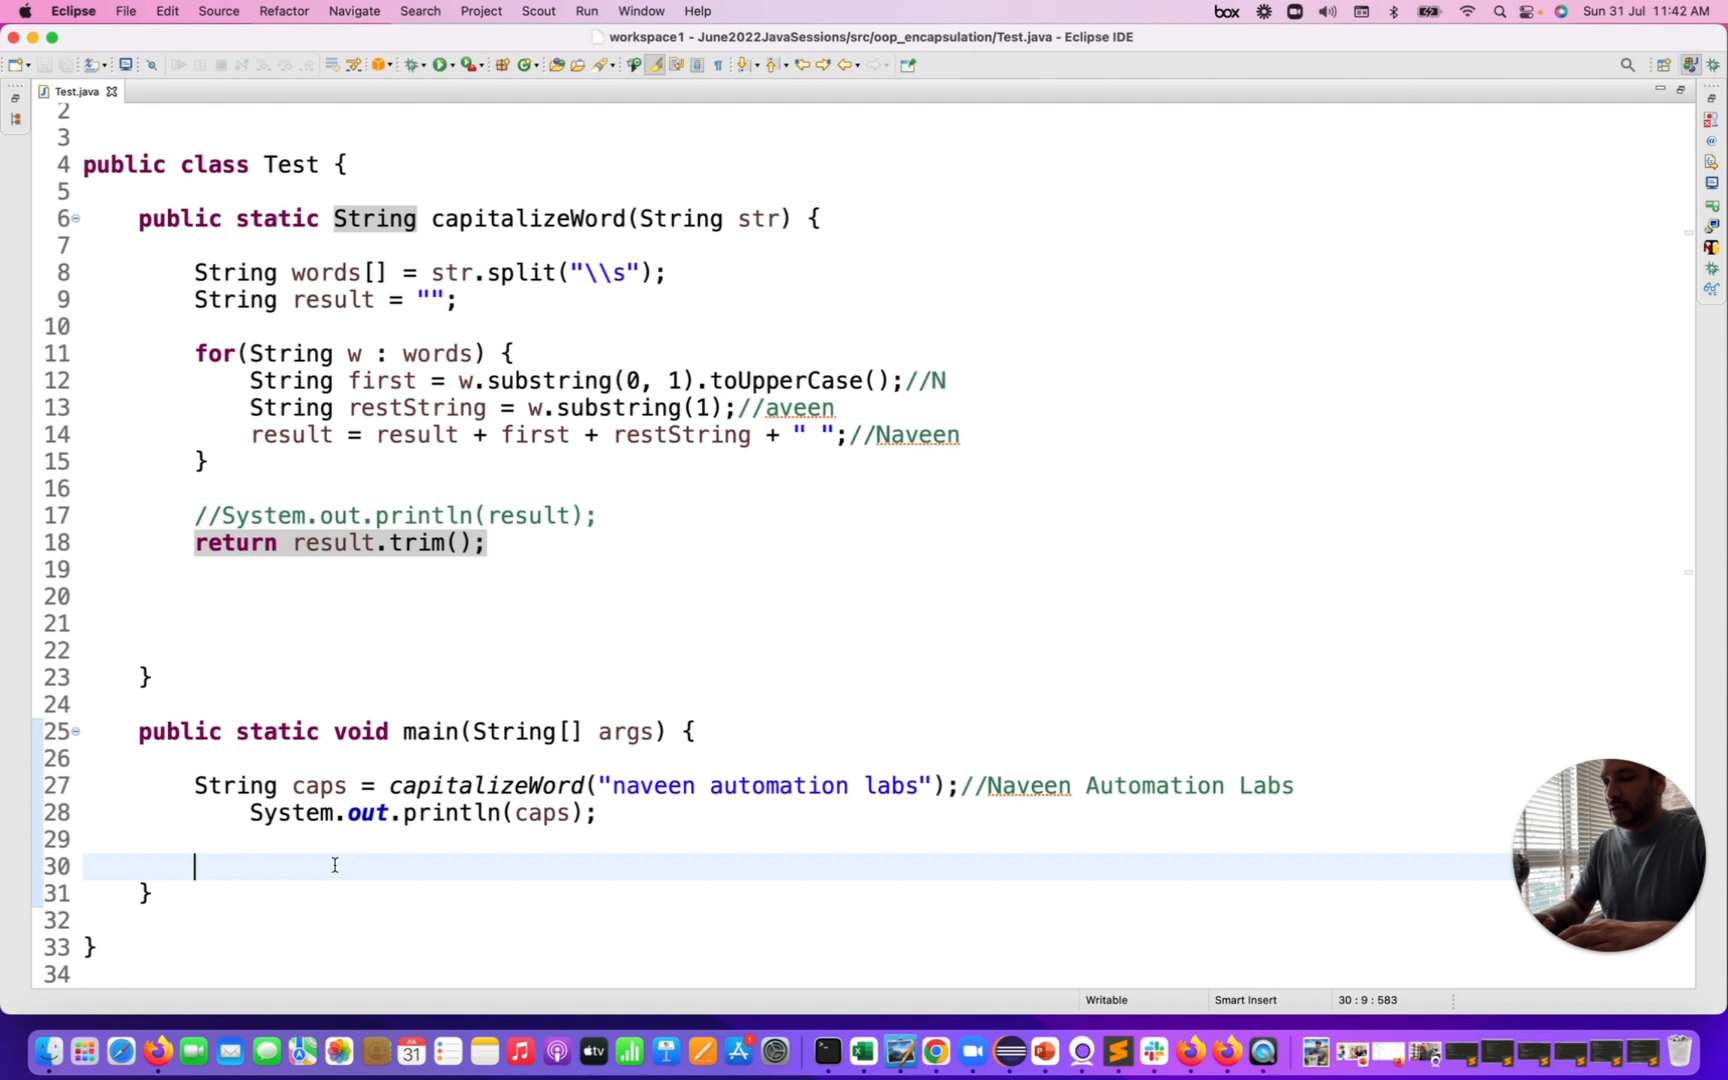 Eclipse File Edit Source Refactor Navigate Search Project Scout Run Window Help box Sun 31 Jul 11:42 AM
workspace1 - June2022JavaSessions/src/oop_encapsulation/Test.java - Eclipse IDE
Test.java
2
3
4 public class Test {
5
6 public static String capitalizeWord(String str) {
7
8 String words[] = str.split("\\s");
9 String result = "";
10
11 for(String w : words) {
12 String first = w.substring(0, 1).toUpperCase();//N
13 String restString = w.substring(1);//aveen
14 result = result + first + restString + " ";//Naveen
15 }
16
17 //System.out.println(result);
18 return result.trim();
19
20
21
22
23 }
24
25 public static void main(String[] args) {
26
27 String caps = capitalizeWord("naveen automation labs");//Naveen Automation Labs
28 System.out.println(caps);
29
30
31 }
32
33 }
34
Writable Smart Insert 30 : 9 : 583
JUL
31
tv
1